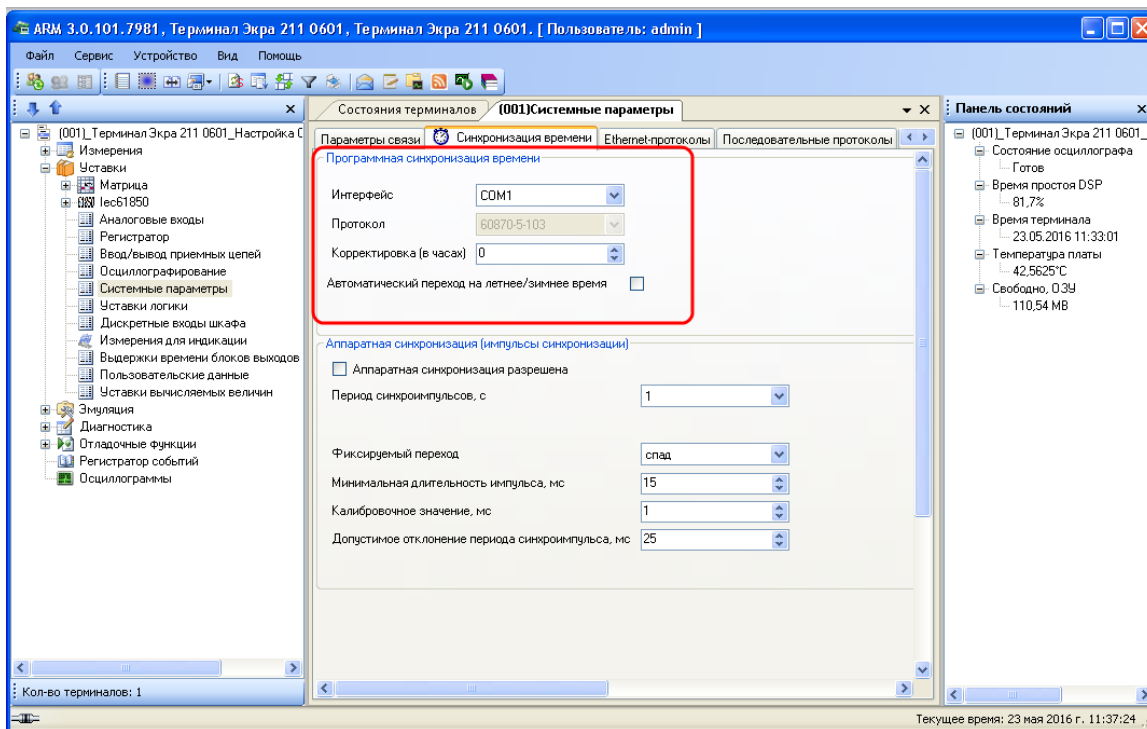 ARM 3.0.101.7981, Терминал Экра 211 0601, Терминал Экра 211 0601. [ Пользователь: admin ]
Файл Сервис Устройство Вид Помощь
(001)_Терминал Экра 211 0601_Настройка С
Измерения
Уставки
Матрица
Iec61850
Аналоговые входы
Регистратор
Ввод/вывод приемных цепей
Осциллографирование
Системные параметры
Уставки логики
Дискретные входы шкафа
Измерения для индикации
Выдержки времени блоков выходов
Пользовательские данные
Уставки вычисляемых величин
Эмуляция
Диагностика
Отладочные функции
Регистратор событий
Осциллограммы
Кол-во терминалов: 1
Состояния терминалов (001)Системные параметры
Параметры связи Синхронизация времени Ethernet-протоколы Последовательные протоколы
Программная синхронизация времени
Интерфейс COM1
Протокол 60870-5-103
Корректировка (в часах) 0
Автоматический переход на летнее/зимнее время
Аппаратная синхронизация (импульсы синхронизации)
Аппаратная синхронизация разрешена
Период синхроимпульсов, с 1
Фиксируемый переход спад
Минимальная длительность импульса, мс 15
Калибровочное значение, мс 1
Допустимое отклонение периода синхроимпульса, мс 25
Панель состояний
(001)_Терминал Экра 211 0601_
Состояние осциллографа
Готов
Время простоя DSP
81,7%
Время терминала
23.05.2016 11:33:01
Температура платы
42,5625°C
Свободно, ОЗУ
110,54 MB
Текущее время: 23 мая 2016 г. 11:37:24